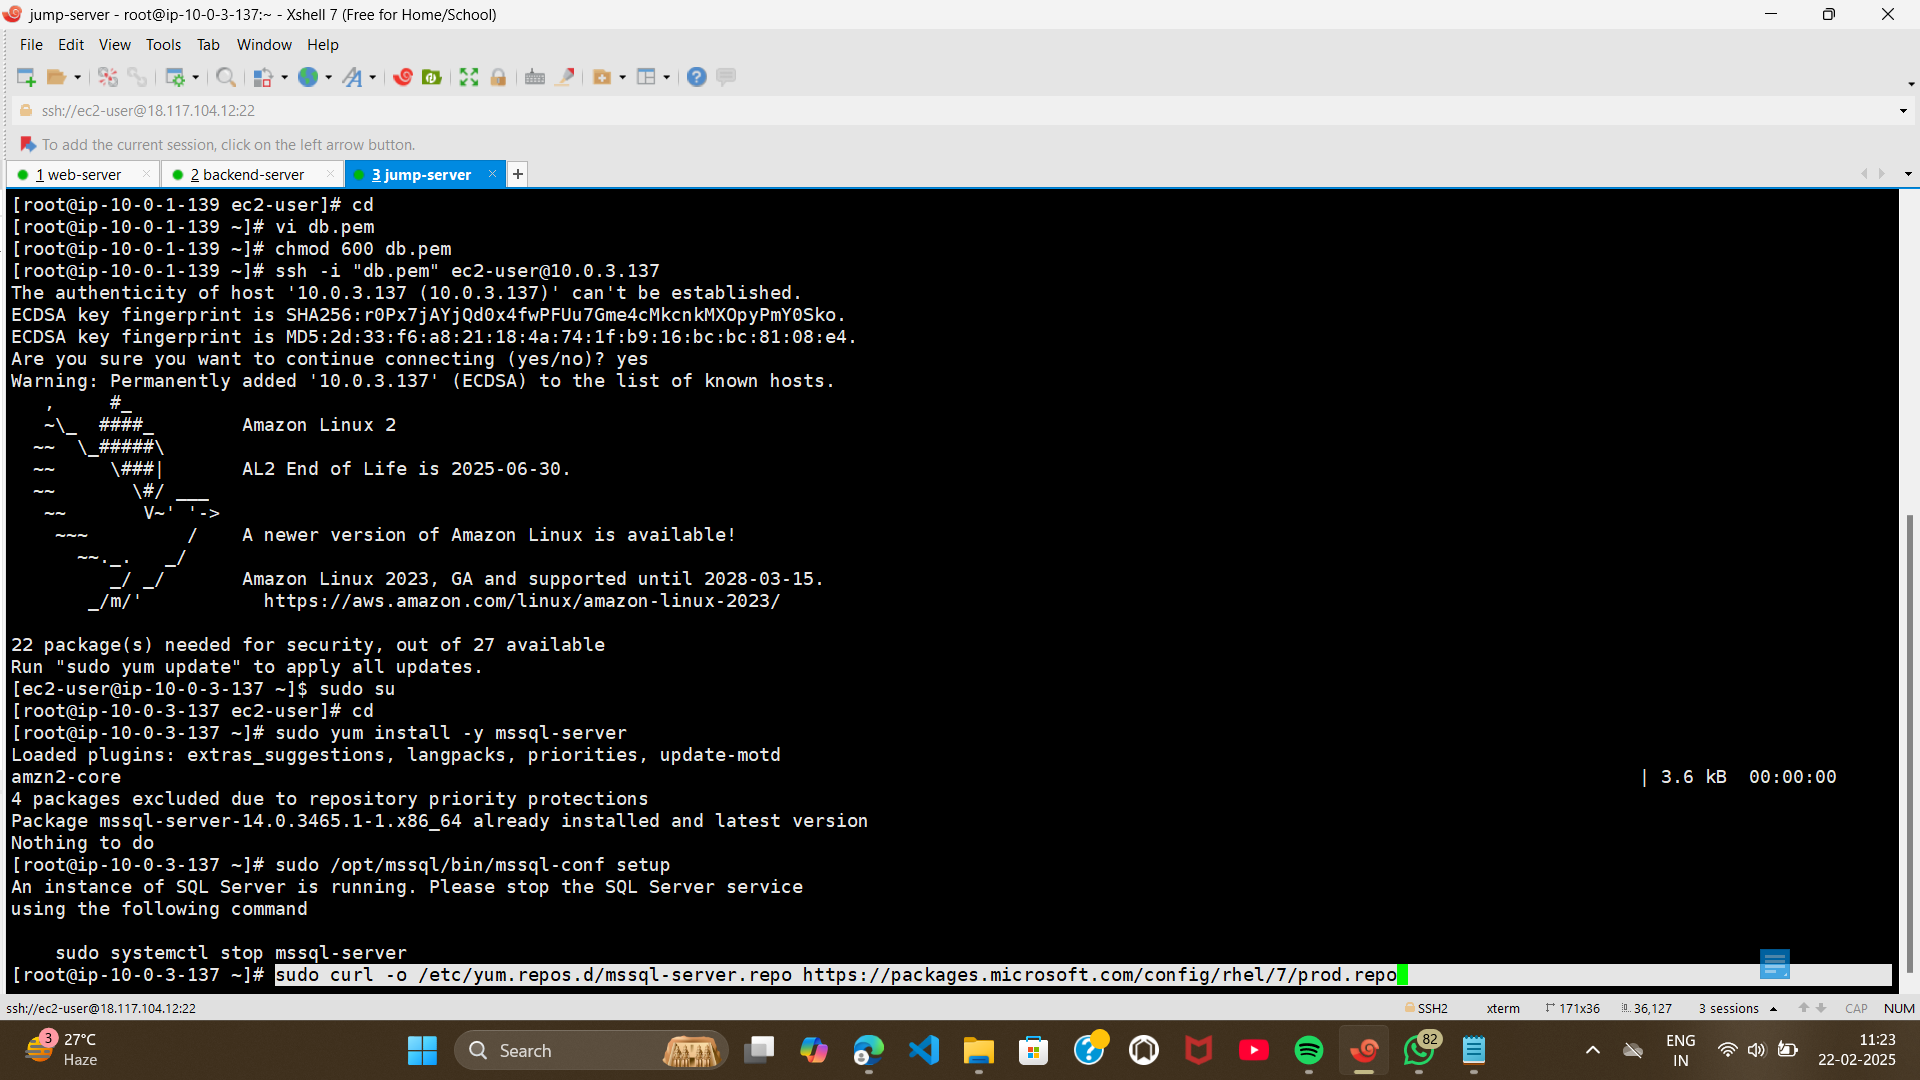 jump-server - root@ip-10-0-3-137:~ - Xshell 7 (Free for Home/School)
File Edit View Tools Tab Window Help
ssh://ec2-user@18.117.104.12:22
To add the current session, click on the left arrow button.
1 web-server 2 backend-server 3 jump-server
[root@ip-10-0-1-139 ec2-user]# cd
[root@ip-10-0-1-139 ~]# vi db.pem
[root@ip-10-0-1-139 ~]# chmod 600 db.pem
[root@ip-10-0-1-139 ~]# ssh -i "db.pem" ec2-user@10.0.3.137
The authenticity of host '10.0.3.137 (10.0.3.137)' can't be established.
ECDSA key fingerprint is SHA256:r0Px7jAYjQd0x4fwPFUu7Gme4cMkcnkMXOpyPmY0Sko.
ECDSA key fingerprint is MD5:2d:33:f6:a8:21:18:4a:74:1f:b9:16:bc:bc:81:08:e4.
Are you sure you want to continue connecting (yes/no)? yes
Warning: Permanently added '10.0.3.137' (ECDSA) to the list of known hosts.
   ,     #_
   ~\_  ####_        Amazon Linux 2
  ~~  \_#####\
  ~~     \###|       AL2 End of Life is 2025-06-30.
  ~~       \#/ ___
   ~~       V~' '->
    ~~~         /    A newer version of Amazon Linux is available!
      ~~._.   _/
         _/ _/       Amazon Linux 2023, GA and supported until 2028-03-15.
       _/m/'           https://aws.amazon.com/linux/amazon-linux-2023/
22 package(s) needed for security, out of 27 available
Run "sudo yum update" to apply all updates.
[ec2-user@ip-10-0-3-137 ~]$ sudo su
[root@ip-10-0-3-137 ec2-user]# cd
[root@ip-10-0-3-137 ~]# sudo yum install -y mssql-server
Loaded plugins: extras_suggestions, langpacks, priorities, update-motd
amzn2-core | 3.6 kB 00:00:00
4 packages excluded due to repository priority protections
Package mssql-server-14.0.3465.1-1.x86_64 already installed and latest version
Nothing to do
[root@ip-10-0-3-137 ~]# sudo /opt/mssql/bin/mssql-conf setup
An instance of SQL Server is running. Please stop the SQL Server service
using the following command
    sudo systemctl stop mssql-server
[root@ip-10-0-3-137 ~]# sudo curl -o /etc/yum.repos.d/mssql-server.repo https://packages.microsoft.com/config/rhel/7/prod.repo
ssh://ec2-user@18.117.104.12:22 SSH2 xterm 171x36 36,127 3 sessions CAP NUM
3 27°C
Haze
Search
82
ENG
IN
11:23
22-02-2025